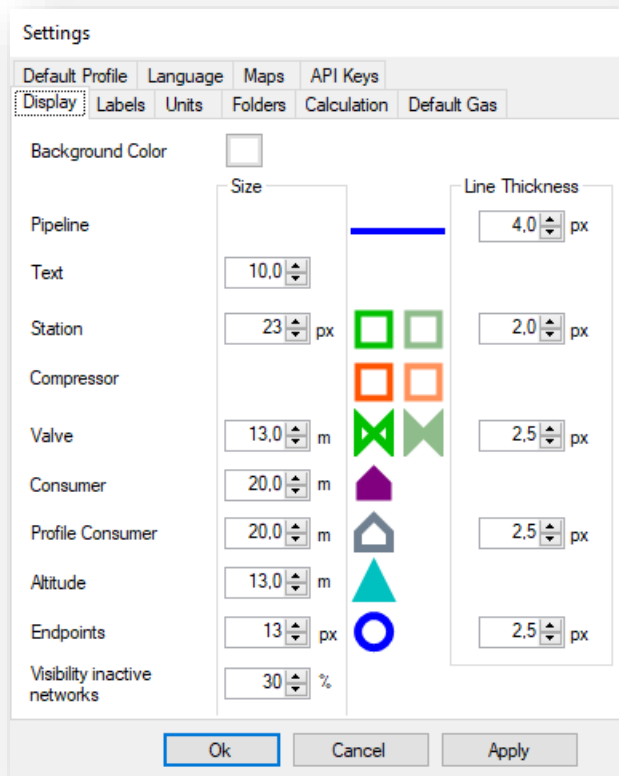 Settings
Default Profile Language Maps API Keys
Display Labels Units Folders Calculation Default Gas
Background Color
Size Line Thickness
Pipeline 4,0 px
Text 10,0
Station 23 px 2,0 px
Compressor
Valve 13,0 m 2,5 px
Consumer 20,0 m
Profile Consumer 20,0 m 2,5 px
Altitude 13,0 m
Endpoints 13 px 2,5 px
Visibility inactive
networks 30 %
Ok Cancel Apply